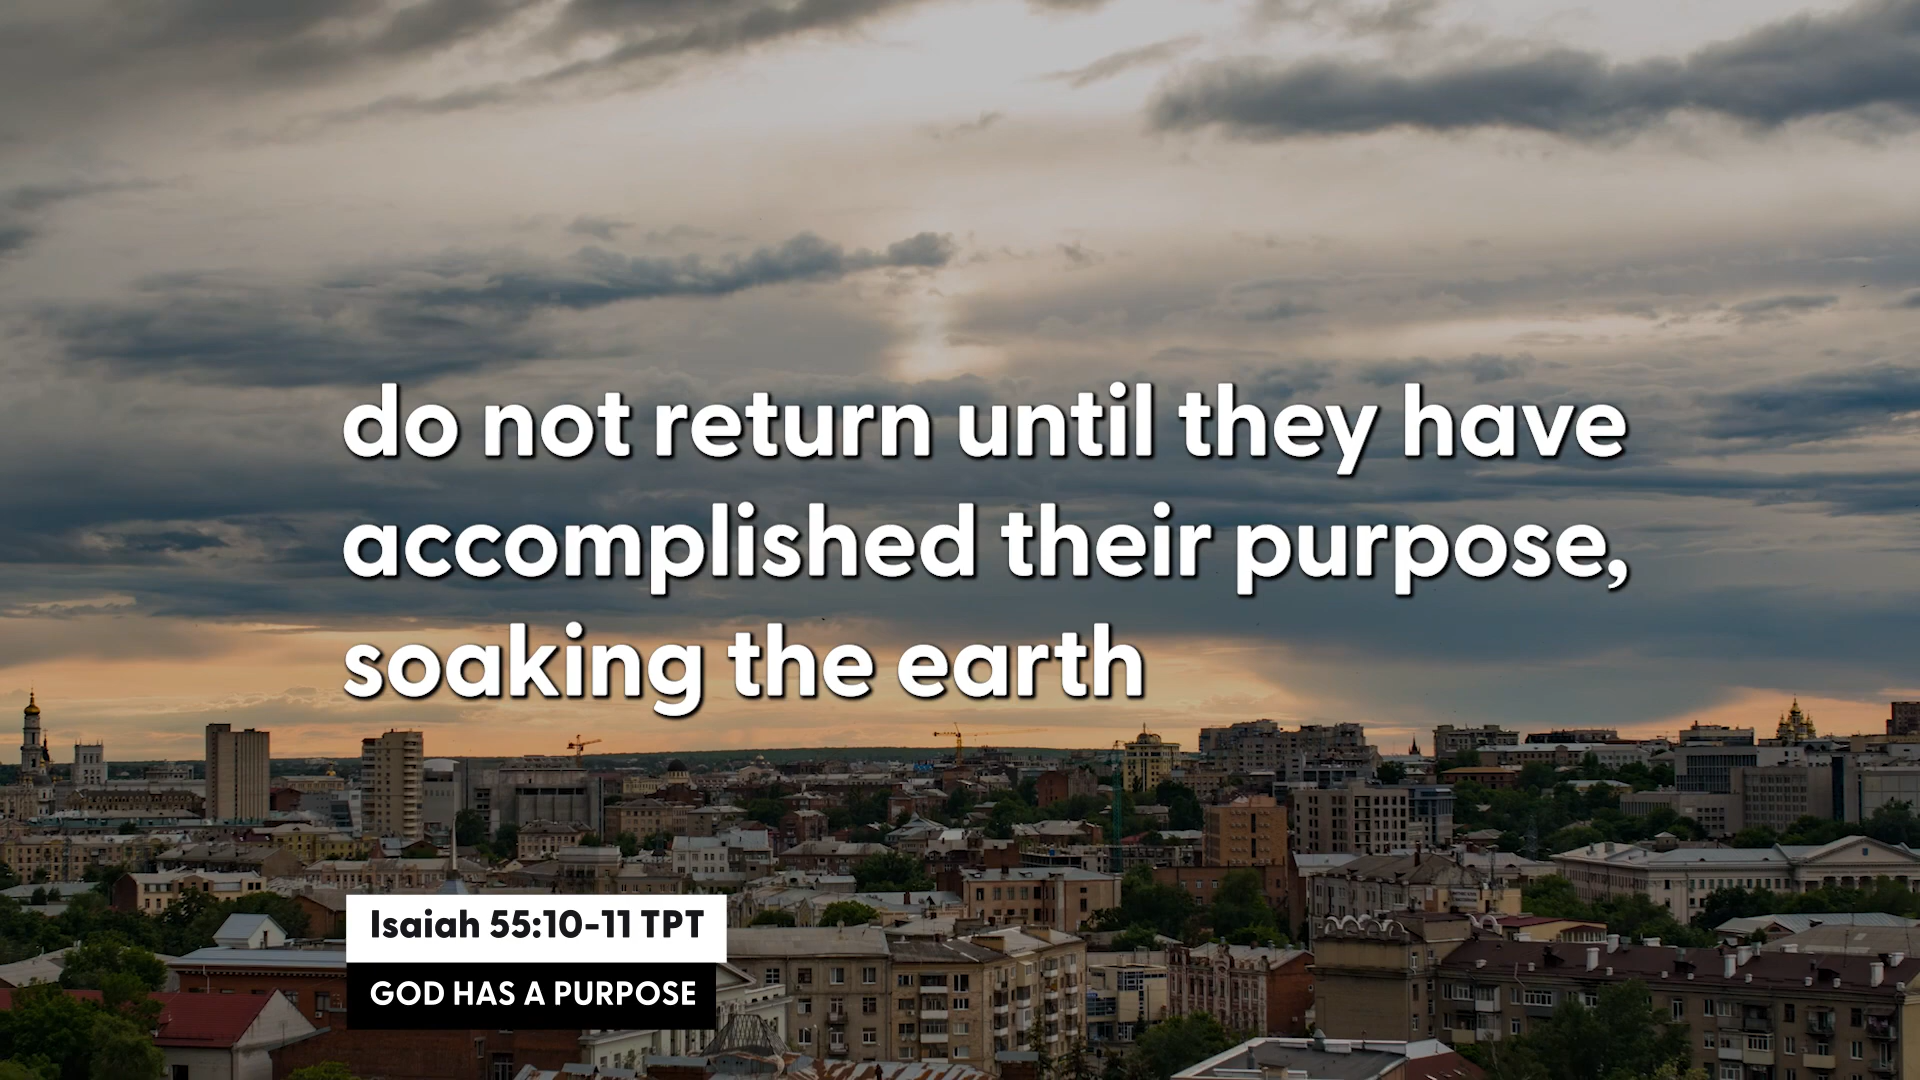 do not return until they have
accomplished their purpose,
soaking the earth
Isaiah 55:10-11 TPT
GOD HAS A PURPOSE